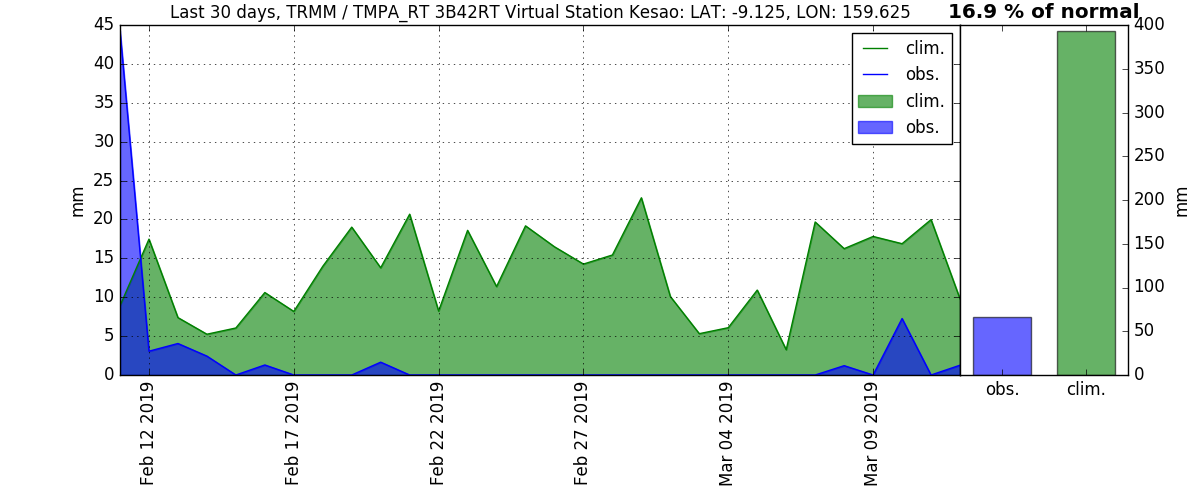 Last 30 days, TRMM / TMPA_RT 3B42RT Virtual Station Kesao: LAT: -9.125, LON: 159.625
16.9 % of normal
45
40
35
30
25
20
15
10
5
0
mm
clim.
obs.
clim.
obs.
Feb 12 2019
Feb 17 2019
Feb 22 2019
Feb 27 2019
Mar 04 2019
Mar 09 2019
400
350
300
250
200
150
100
50
0
mm
obs.
clim.